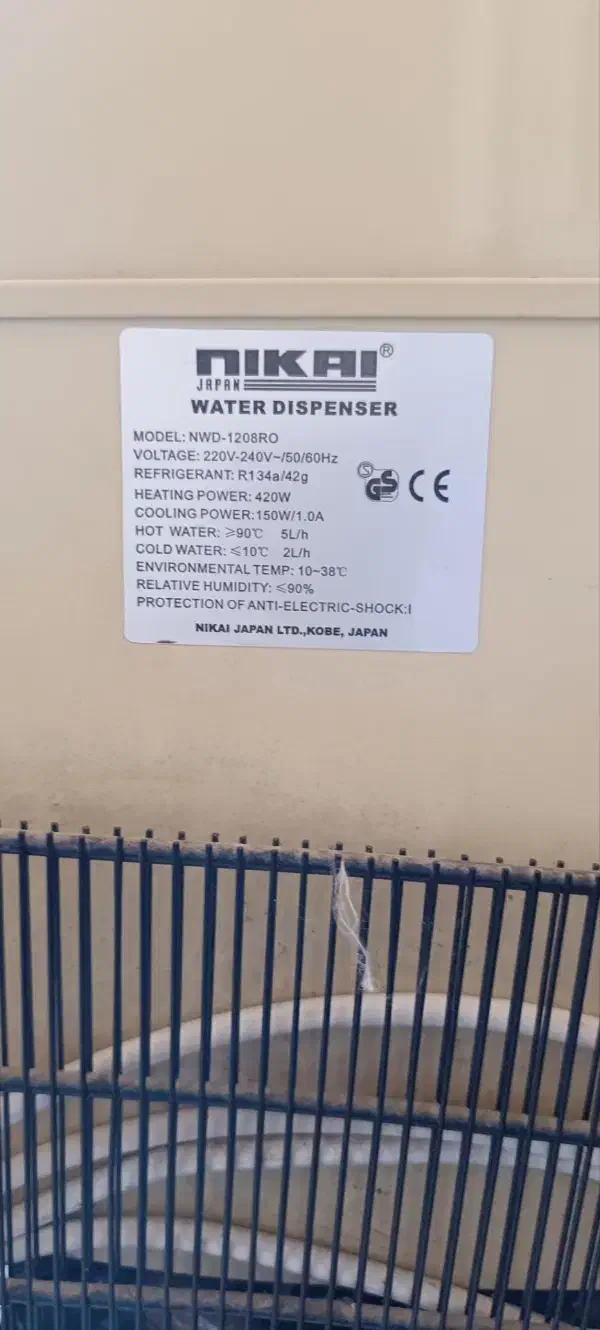 NIKAI®
JAPAN
WATER DISPENSER
MODEL: NWD-1208RO
VOLTAGE: 220V-240V~/50/60Hz
REFRIGERANT: R134a/42g
HEATING POWER: 420W
COOLING POWER:150W/1.0A
HOT WATER: ≥90℃ 5L/h
COLD WATER: ≤10℃ 2L/h
ENVIRONMENTAL TEMP: 10~38℃
RELATIVE HUMIDITY: ≤90%
PROTECTION OF ANTI-ELECTRIC-SHOCK:I
NIKAI JAPAN LTD.,KOBE, JAPAN
S GS CE